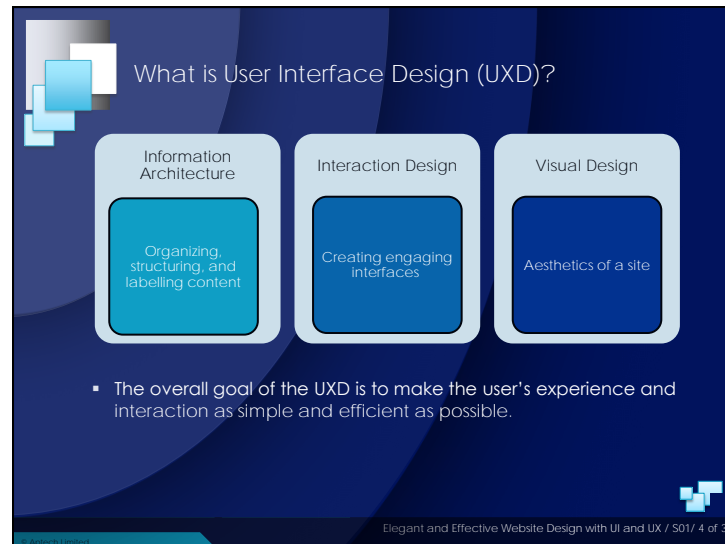 What is User Interface Design (UXD)?
Information
Architecture
Organizing,
structuring, and
labelling content
Interaction Design
Creating engaging
interfaces
Visual Design
Aesthetics of a site
▪ The overall goal of the UXD is to make the user’s experience and
interaction as simple and efficient as possible.
Elegant and Effective Website Design with UI and UX / S01/ 4 of 3
© Aptech Limited